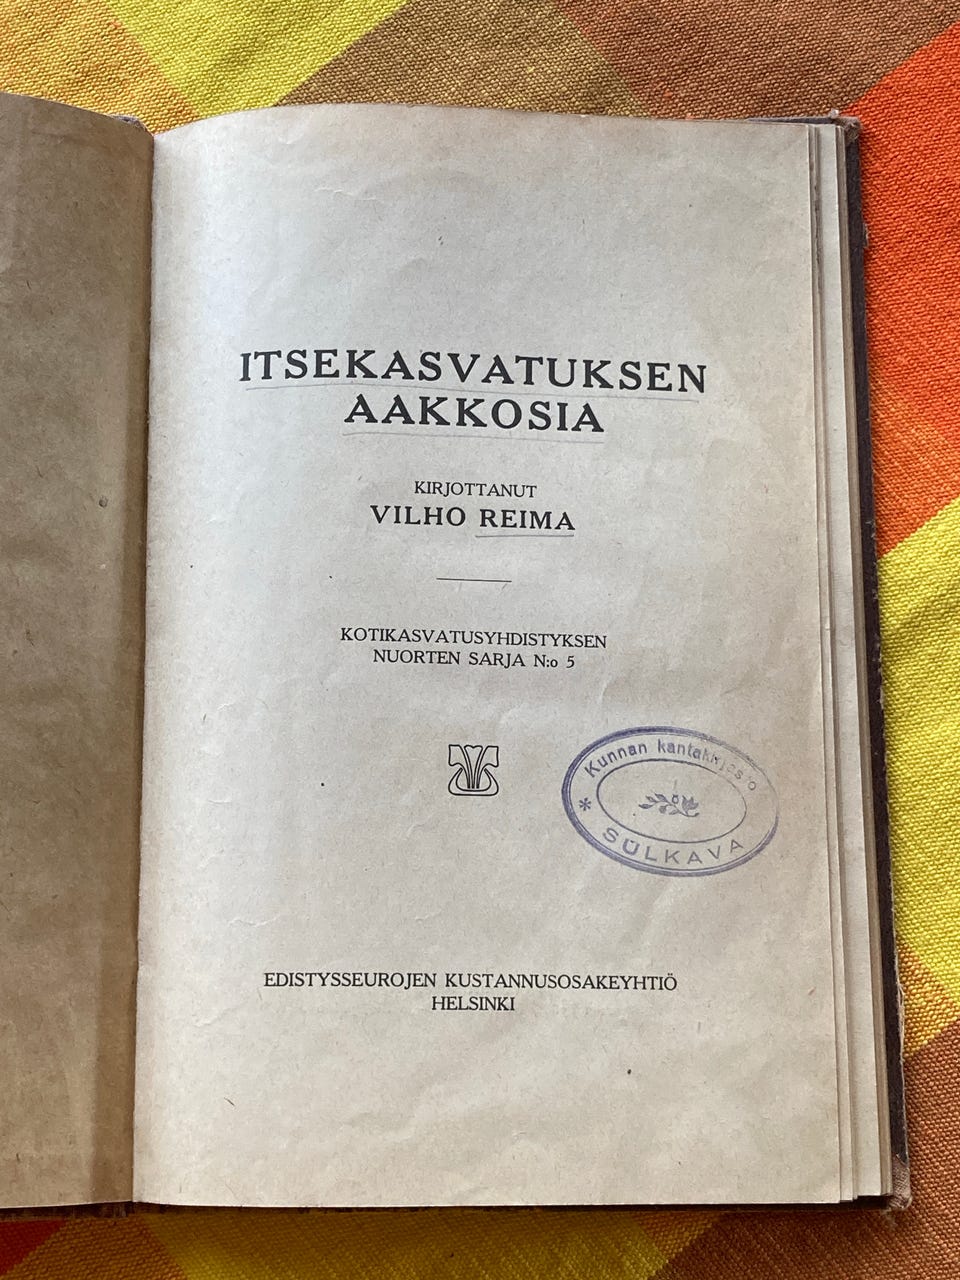 ITSEKASVATUKSEN
AAKKOSIA
KIRJOTTANUT
VILHO REIMA
KOTIKASVATUSYHDISTYKSEN
NUORTEN SARJA N:o 5
Kunnan kantakirjasto
* SULKAVA
EDISTYSSEUROJEN KUSTANNUSOSAKEYHTIÖ
HELSINKI